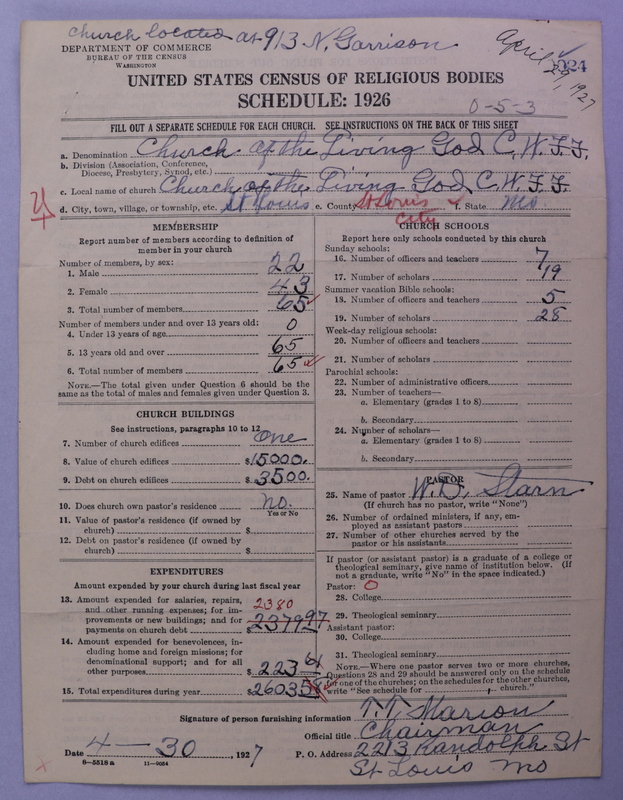 Church located at 913 N. Garrison
April 25, 1927
DEPARTMENT OF COMMERCE
BUREAU OF THE CENSUS
WASHINGTON
UNITED STATES CENSUS OF RELIGIOUS BODIES
SCHEDULE: 1926
0-5-3
FILL OUT A SEPARATE SCHEDULE FOR EACH CHURCH. SEE INSTRUCTIONS ON THE BACK OF THIS SHEET
a. Denomination Church of the Living God C. W. F. F.
b. Division (Association, Conference, Diocese, Presbytery, Synod, etc.)
c. Local name of church Church of the Living God C. W. F. F.
d. City, town, village, or township, etc. St Louis e. County St Louis City f. State Mo.
MEMBERSHIP
Report number of members according to definition of member in your church
Number of members, by sex:
1. Male 22
2. Female 43
3. Total number of members 65
Number of members under and over 13 years old:
4. Under 13 years of age 0
5. 13 years old and over 65
6. Total number of members 65
NOTE.—The total given under Question 6 should be the same as the total of males and females given under Question 3.
CHURCH BUILDINGS
See instructions, paragraphs 10 to 12
7. Number of church edifices one
8. Value of church edifices $15000.
9. Debt on church edifices $3500.
10. Does church own pastor's residence? no.
Yes or No
11. Value of pastor's residence (if owned by church) $
12. Debt on pastor's residence (if owned by church) $
EXPENDITURES
Amount expended by your church during last fiscal year
13. Amount expended for salaries, repairs, and other running expenses; for improvements or new buildings; and for payments on church debt $237997
2380
14. Amount expended for benevolences, including home and foreign missions; for denominational support; and for all other purposes $223 61
15. Total expenditures during year $260358
CHURCH SCHOOLS
Report here only schools conducted by this church
Sunday schools:
16. Number of officers and teachers 7
17. Number of scholars 19
Summer vacation Bible schools:
18. Number of officers and teachers 5
19. Number of scholars 28
Week-day religious schools:
20. Number of officers and teachers
21. Number of scholars
Parochial schools:
22. Number of administrative officers
23. Number of teachers—
a. Elementary (grades 1 to 8)
b. Secondary
24. Number of scholars—
a. Elementary (grades 1 to 8)
b. Secondary
PASTOR
25. Name of pastor W. D. Starn
(If church has no pastor, write "None")
26. Number of ordained ministers, if any, employed as assistant pastors
27. Number of other churches served by the pastor or his assistants
If pastor (or assistant pastor) is a graduate of a college or theological seminary, give name of institution below. (If not a graduate, write "No" in the space indicated.)
Pastor: 0
28. College
29. Theological seminary
Assistant pastor:
30. College
31. Theological seminary
NOTE.—Where one pastor serves two or more churches, Questions 28 and 29 should be answered only on the schedule for one of the churches; on the schedules for the other churches, write "See schedule for , church."
Signature of person furnishing information T. T. Marion
Official title Chairman
Date 4—30, 1927 P. O. Address 2213 Randolph St
St Louis Mo
8-5518a 11-9054